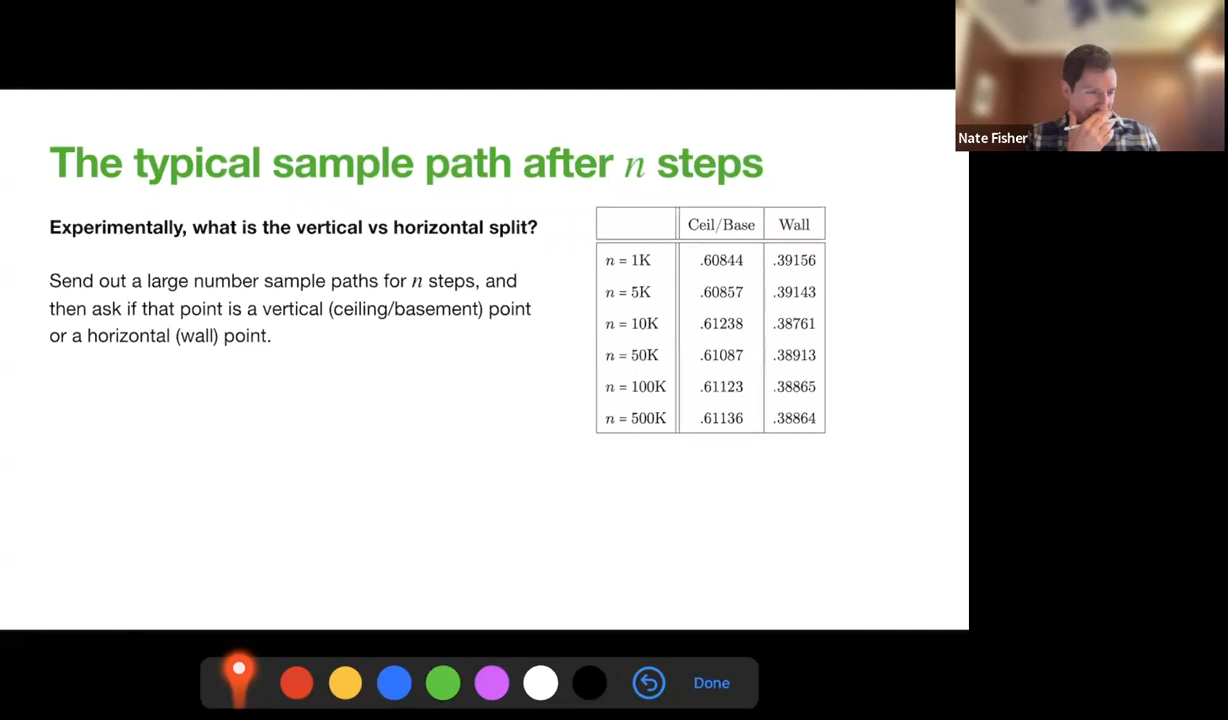 The typical sample path after n steps
Nate Fisher
Experimentally, what is the vertical vs horizontal split?
Send out a large number sample paths for n steps, and
then ask if that point is a vertical (ceiling/basement) point
or a horizontal (wall) point.
Ceil/Base Wall
n = 1K .60844 .39156
n = 5K .60857 .39143
n = 10K .61238 .38761
n = 50K .61087 .38913
n = 100K .61123 .38865
n = 500K .61136 .38864
Done